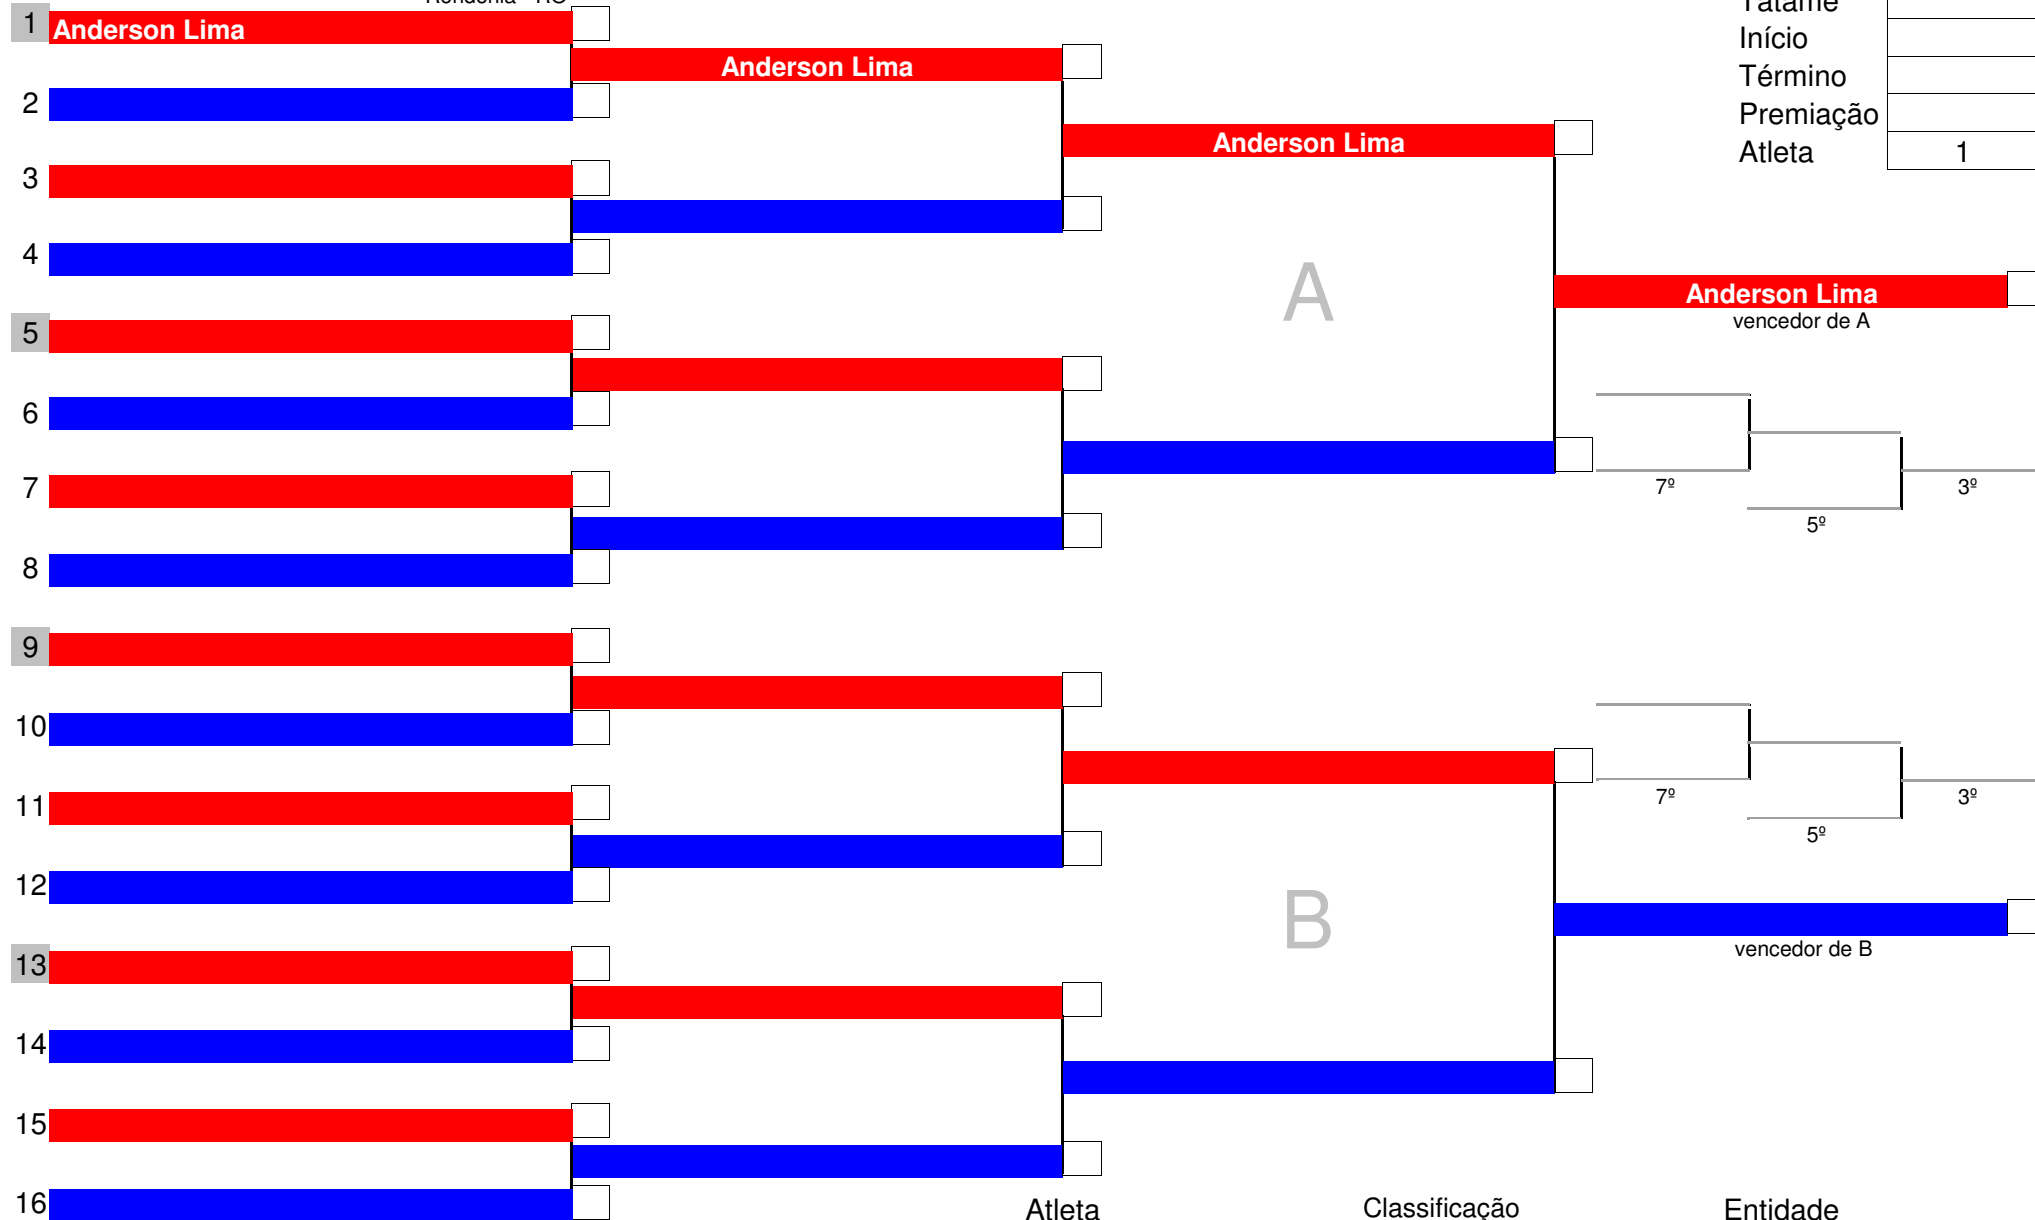 1 Anderson Lima
Anderson Lima
2
Anderson Lima
3
4
Tatame
Início
Término
Premiação
Atleta 1
A
Anderson Lima
vencedor de A
5
6
7
8
7º
5º
3º
9
10
11
12
7º
5º
3º
B
vencedor de B
13
14
15
16
Atleta Classificação Entidade